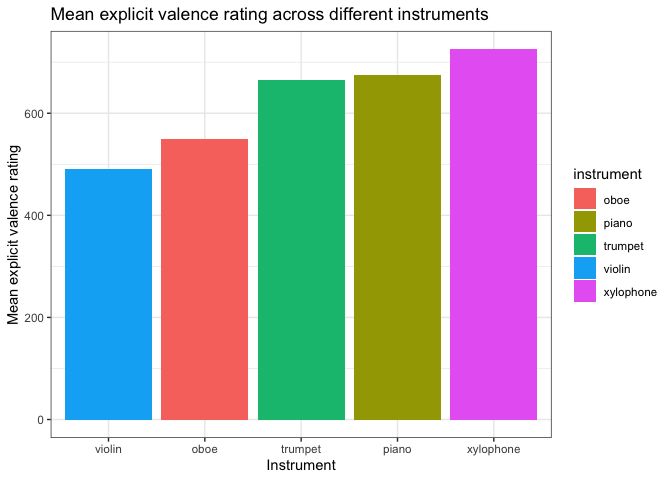 Mean explicit valence rating across different instruments
Mean explicit valence rating
600
400
200
0
violin oboe trumpet piano xylophone
Instrument
instrument
oboe
piano
trumpet
violin
xylophone